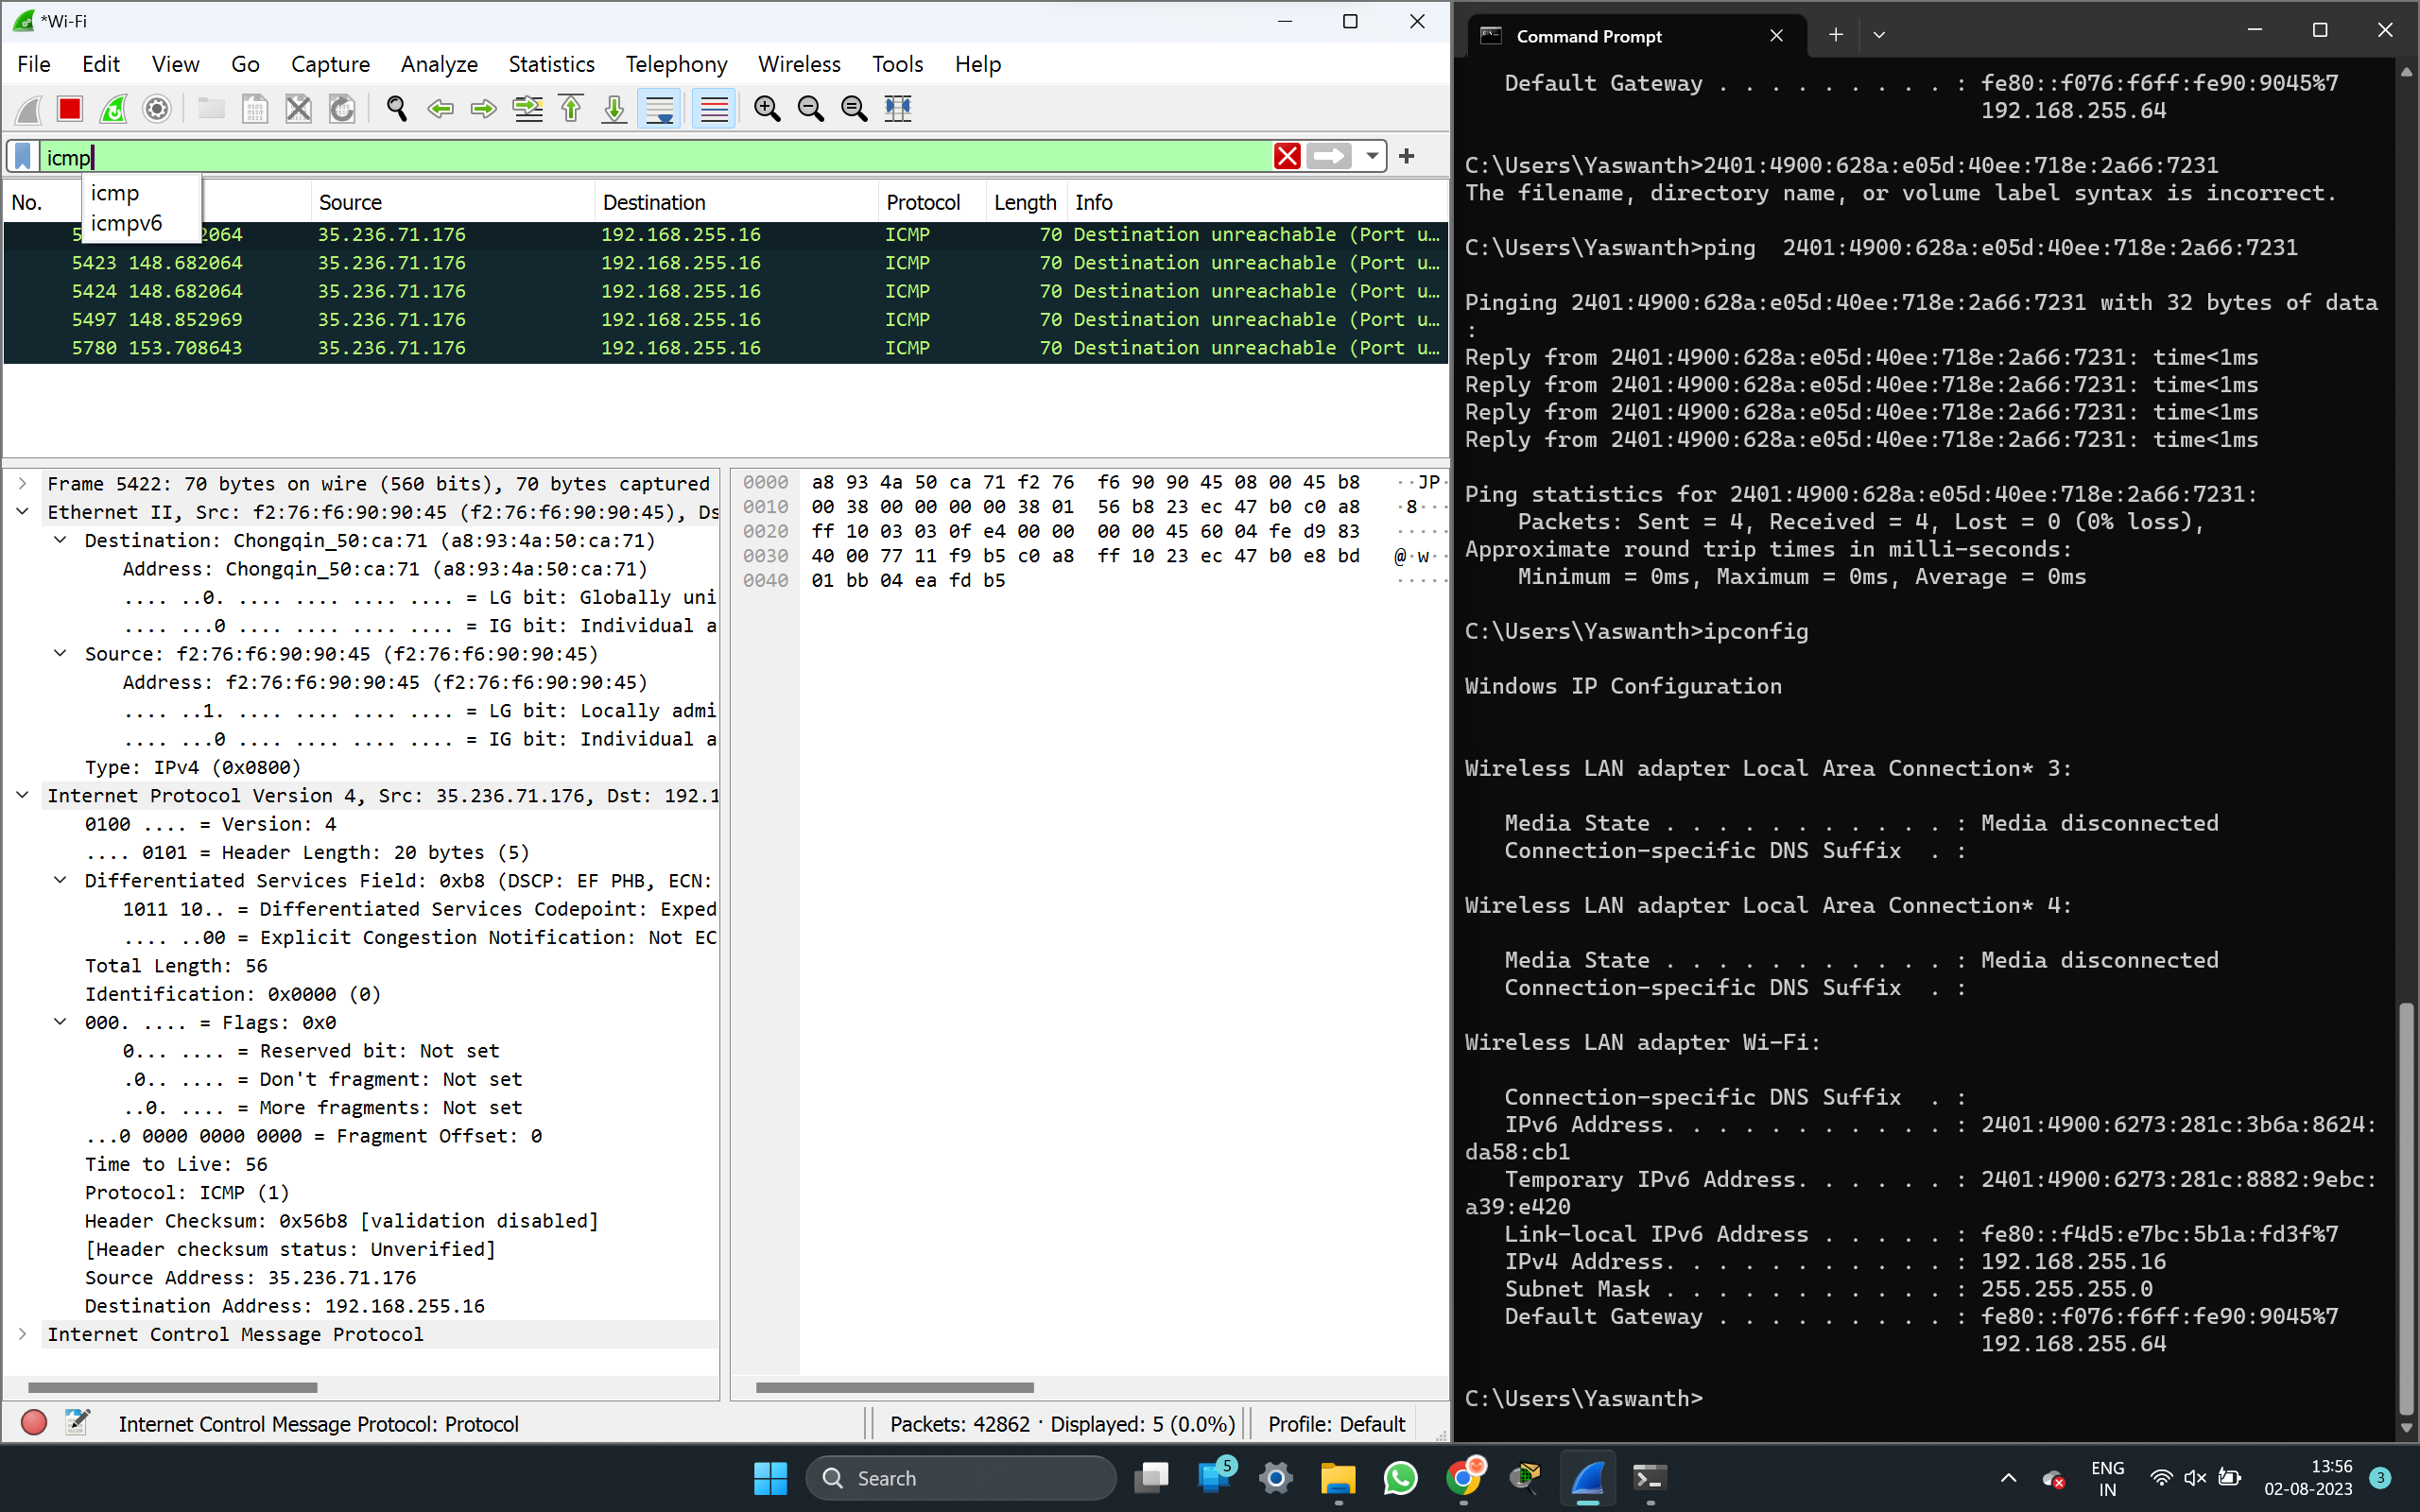 *Wi-Fi
File Edit View Go Capture Analyze Statistics Telephony Wireless Tools Help
icmp
icmp
icmpv6
No. Source Destination Protocol Length Info
5 2064 35.236.71.176 192.168.255.16 ICMP 70 Destination unreachable (Port u…
5423 148.682064 35.236.71.176 192.168.255.16 ICMP 70 Destination unreachable (Port u…
5424 148.682064 35.236.71.176 192.168.255.16 ICMP 70 Destination unreachable (Port u…
5497 148.852969 35.236.71.176 192.168.255.16 ICMP 70 Destination unreachable (Port u…
5780 153.708643 35.236.71.176 192.168.255.16 ICMP 70 Destination unreachable (Port u…
Frame 5422: 70 bytes on wire (560 bits), 70 bytes captured
Ethernet II, Src: f2:76:f6:90:90:45 (f2:76:f6:90:90:45), Ds
Destination: Chongqin_50:ca:71 (a8:93:4a:50:ca:71)
Address: Chongqin_50:ca:71 (a8:93:4a:50:ca:71)
.... ..0. .... .... .... .... = LG bit: Globally uni
.... ...0 .... .... .... .... = IG bit: Individual a
Source: f2:76:f6:90:90:45 (f2:76:f6:90:90:45)
Address: f2:76:f6:90:90:45 (f2:76:f6:90:90:45)
.... ..1. .... .... .... .... = LG bit: Locally admi
.... ...0 .... .... .... .... = IG bit: Individual a
Type: IPv4 (0x0800)
Internet Protocol Version 4, Src: 35.236.71.176, Dst: 192.1
0100 .... = Version: 4
.... 0101 = Header Length: 20 bytes (5)
Differentiated Services Field: 0xb8 (DSCP: EF PHB, ECN:
1011 10.. = Differentiated Services Codepoint: Exped
.... ..00 = Explicit Congestion Notification: Not EC
Total Length: 56
Identification: 0x0000 (0)
000. .... = Flags: 0x0
0... .... = Reserved bit: Not set
.0.. .... = Don't fragment: Not set
..0. .... = More fragments: Not set
...0 0000 0000 0000 = Fragment Offset: 0
Time to Live: 56
Protocol: ICMP (1)
Header Checksum: 0x56b8 [validation disabled]
[Header checksum status: Unverified]
Source Address: 35.236.71.176
Destination Address: 192.168.255.16
Internet Control Message Protocol
0000 a8 93 4a 50 ca 71 f2 76 f6 90 90 45 08 00 45 b8 ··JP·
0010 00 38 00 00 00 00 38 01 56 b8 23 ec 47 b0 c0 a8 ·8···
0020 ff 10 03 03 0f e4 00 00 00 00 45 60 04 fe d9 83 ·····
0030 40 00 77 11 f9 b5 c0 a8 ff 10 23 ec 47 b0 e8 bd @·w··
0040 01 bb 04 ea fd b5 ·····
Internet Control Message Protocol: Protocol
Packets: 42862 · Displayed: 5 (0.0%)
Profile: Default
Command Prompt
Default Gateway . . . . . . . . . : fe80::f076:f6ff:fe90:9045%7
192.168.255.64
C:\Users\Yaswanth>2401:4900:628a:e05d:40ee:718e:2a66:7231
The filename, directory name, or volume label syntax is incorrect.
C:\Users\Yaswanth>ping  2401:4900:628a:e05d:40ee:718e:2a66:7231
Pinging 2401:4900:628a:e05d:40ee:718e:2a66:7231 with 32 bytes of data
:
Reply from 2401:4900:628a:e05d:40ee:718e:2a66:7231: time<1ms
Reply from 2401:4900:628a:e05d:40ee:718e:2a66:7231: time<1ms
Reply from 2401:4900:628a:e05d:40ee:718e:2a66:7231: time<1ms
Reply from 2401:4900:628a:e05d:40ee:718e:2a66:7231: time<1ms
Ping statistics for 2401:4900:628a:e05d:40ee:718e:2a66:7231:
Packets: Sent = 4, Received = 4, Lost = 0 (0% loss),
Approximate round trip times in milli-seconds:
Minimum = 0ms, Maximum = 0ms, Average = 0ms
C:\Users\Yaswanth>ipconfig
Windows IP Configuration
Wireless LAN adapter Local Area Connection* 3:
Media State . . . . . . . . . . . : Media disconnected
Connection-specific DNS Suffix  . :
Wireless LAN adapter Local Area Connection* 4:
Media State . . . . . . . . . . . : Media disconnected
Connection-specific DNS Suffix  . :
Wireless LAN adapter Wi-Fi:
Connection-specific DNS Suffix  . :
IPv6 Address. . . . . . . . . . . : 2401:4900:6273:281c:3b6a:8624:
da58:cb1
Temporary IPv6 Address. . . . . . : 2401:4900:6273:281c:8882:9ebc:
a39:e420
Link-local IPv6 Address . . . . . : fe80::f4d5:e7bc:5b1a:fd3f%7
IPv4 Address. . . . . . . . . . . : 192.168.255.16
Subnet Mask . . . . . . . . . . . : 255.255.255.0
Default Gateway . . . . . . . . . : fe80::f076:f6ff:fe90:9045%7
192.168.255.64
C:\Users\Yaswanth>
Search
5
ENG
IN
13:56
02-08-2023
3